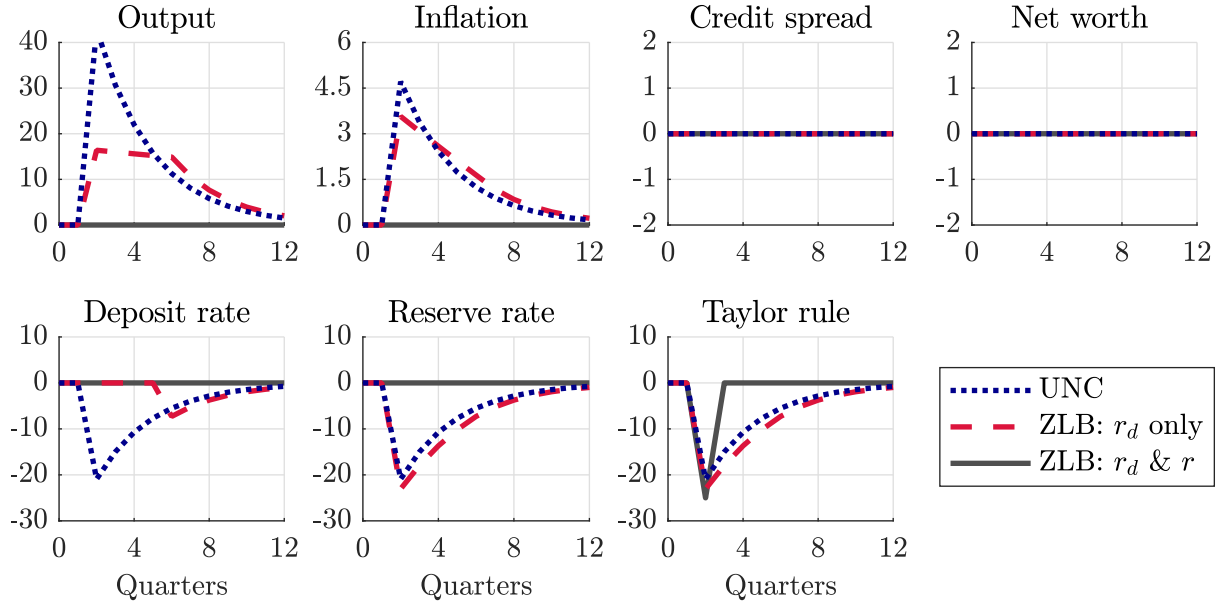 Output Inflation Credit spread Net worth
40 6 2 2
30 4.5 1 1
20 3 0 0
10 1.5 -1 -1
0 0 -2 -2
0 4 8 12 0 4 8 12 0 4 8 12 0 4 8 12
Deposit rate Reserve rate Taylor rule
10 10 10
0 0 0
-10 -10 -10
-20 -20 -20
-30 -30 -30
0 4 8 12 0 4 8 12 0 4 8 12
Quarters Quarters Quarters
UNC
ZLB: r_d only
ZLB: r_d & r